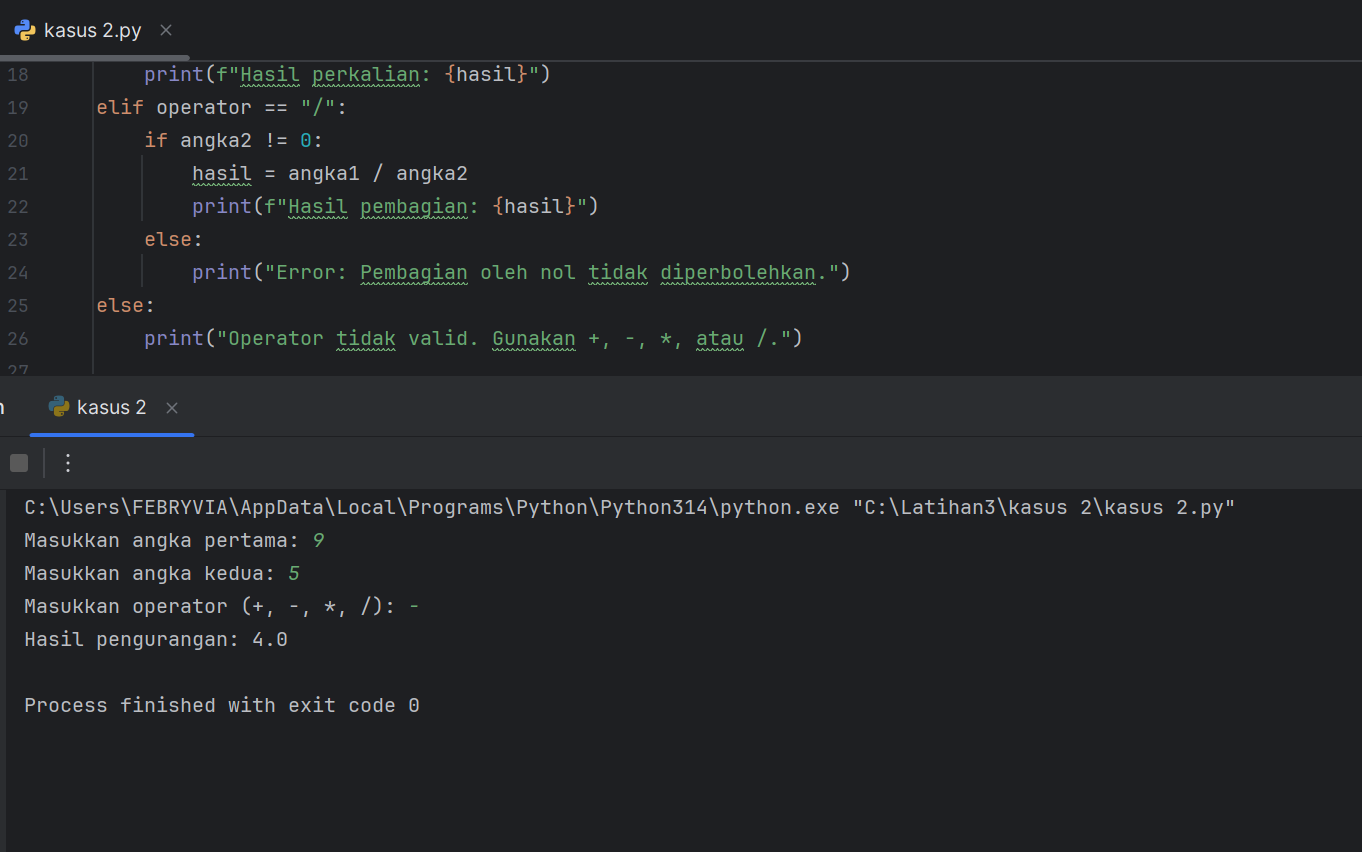 kasus 2.py
18 print(f"Hasil perkalian: {hasil}")
19 elif operator == "/":
20 if angka2 != 0:
21 hasil = angka1 / angka2
22 print(f"Hasil pembagian: {hasil}")
23 else:
24 print("Error: Pembagian oleh nol tidak diperbolehkan.")
25 else:
26 print("Operator tidak valid. Gunakan +, -, *, atau /.")
27
kasus 2
C:\Users\FEBRYVIA\AppData\Local\Programs\Python\Python314\python.exe "C:\Latihan3\kasus 2\kasus 2.py"
Masukkan angka pertama: 9
Masukkan angka kedua: 5
Masukkan operator (+, -, *, /): -
Hasil pengurangan: 4.0
Process finished with exit code 0